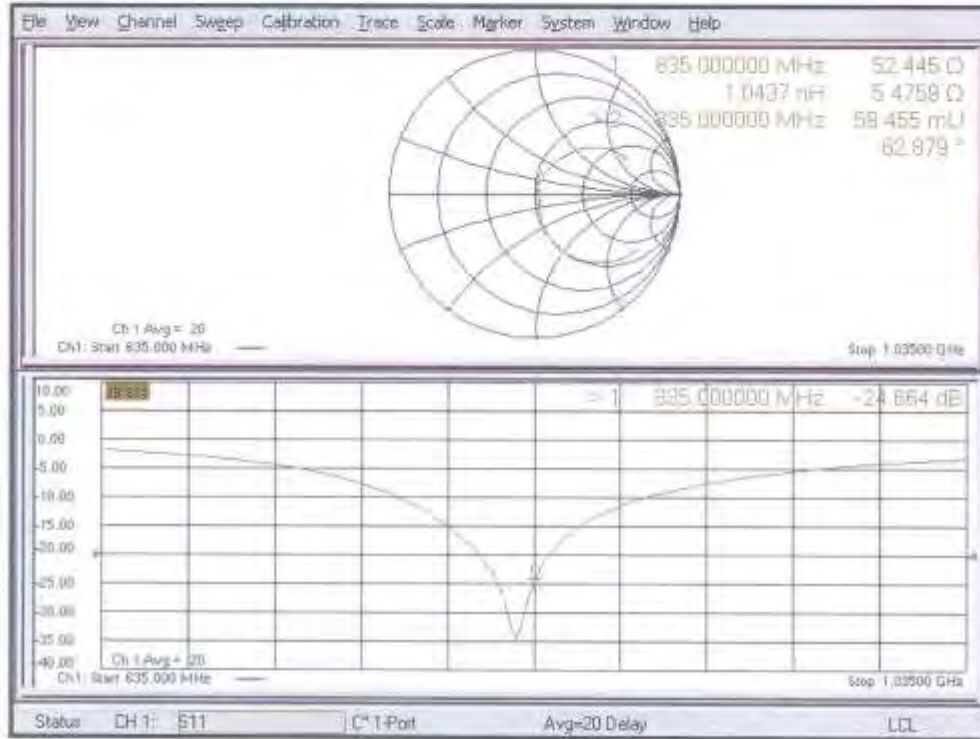 File View Channel Sweep Calibration Trace Scale Marker System Window Help
1 835.000000 MHz 52.445 Ω
1.0437 nH 5.4759 Ω
>2 835.000000 MHz 58.455 mU
62.879 °
Ch 1 Avg = 20
Ch1: Start 635.000 MHz
Stop 1.03500 GHz
10.00
5.00
0.00
-5.00
-10.00
-15.00
-20.00
-25.00
-30.00
-35.00
-40.00
> 1 835.000000 MHz -24.664 dB
Ch 1 Avg = 20
Ch1: Start 635.000 MHz
Stop 1.03500 GHz
Status CH 1: S11 C* 1-Port Avg=20 Delay LCL